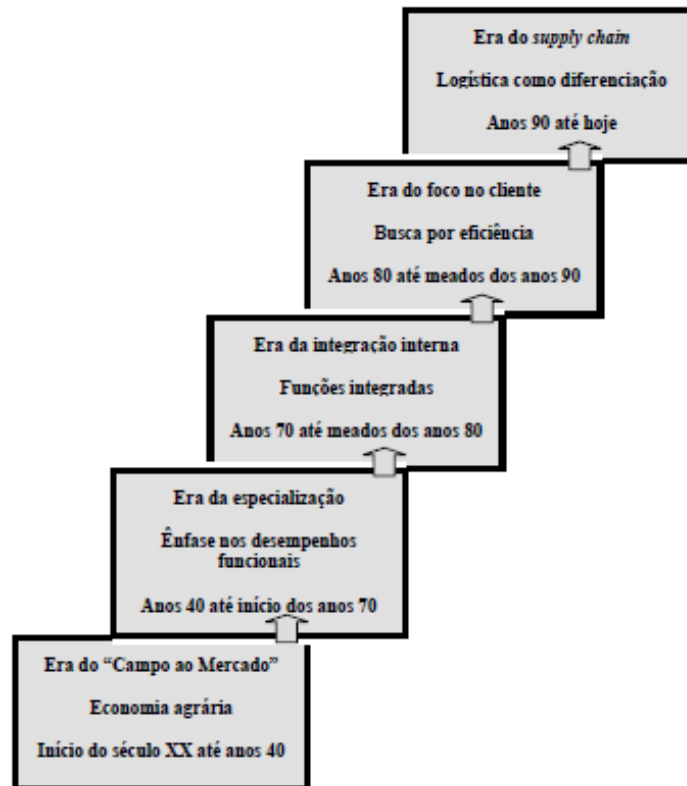 Era do supply chain
Logística como diferenciação
Anos 90 até hoje
Era do foco no cliente
Busca por eficiência
Anos 80 até meados dos anos 90
Era da integração interna
Funções integradas
Anos 70 até meados dos anos 80
Era da especialização
Ênfase nos desempenhos
funcionais
Anos 40 até início dos anos 70
Era do “Campo ao Mercado”
Economia agrária
Início do século XX até anos 40